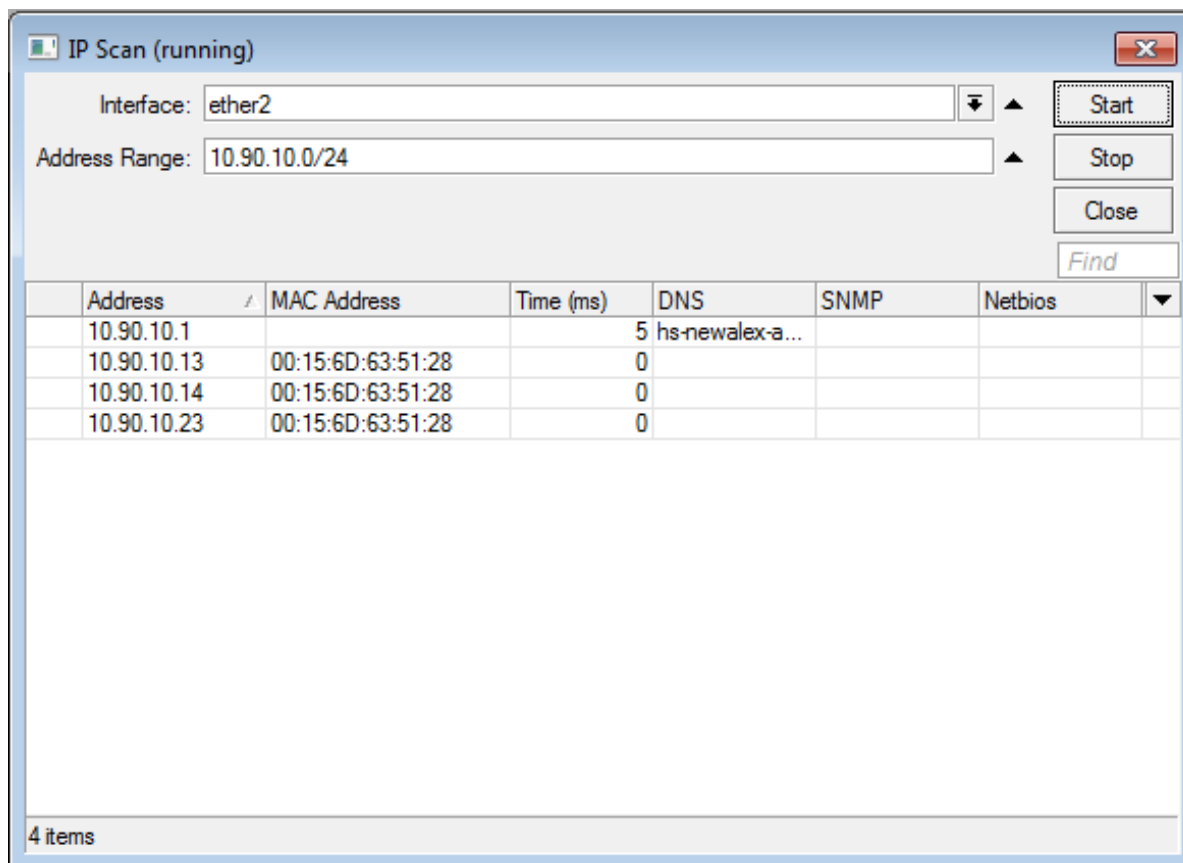 IP Scan (running)
Interface: ether2 Start
Address Range: 10.90.10.0/24 Stop
Close
Find
Address MAC Address Time (ms) DNS SNMP Netbios
10.90.10.1 5 hs-newalex-a...
10.90.10.13 00:15:6D:63:51:28 0
10.90.10.14 00:15:6D:63:51:28 0
10.90.10.23 00:15:6D:63:51:28 0
4 items